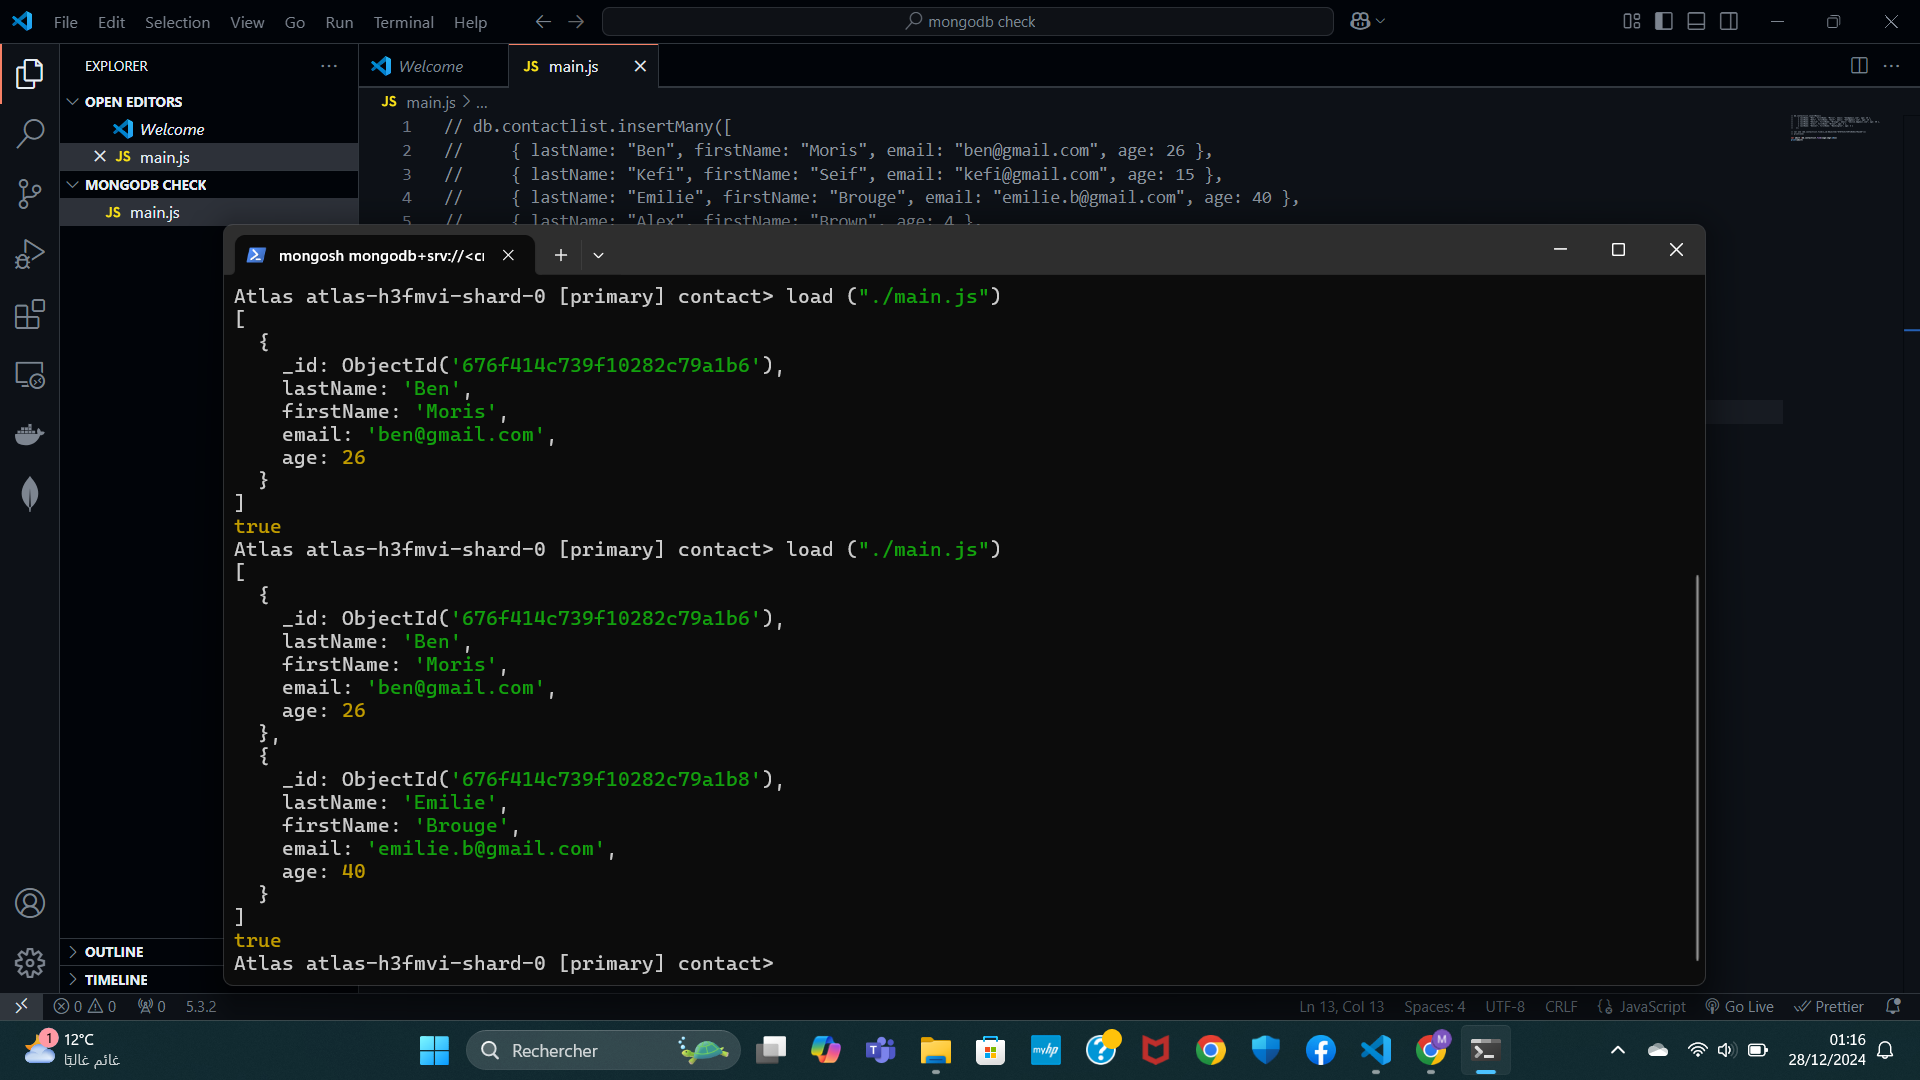 File Edit Selection View Go Run Terminal Help
mongodb check
EXPLORER
OPEN EDITORS
Welcome
JS main.js
MONGODB CHECK
JS main.js
OUTLINE
TIMELINE
Welcome
JS main.js
JS main.js > ...
1 // db.contactlist.insertMany([
2 //     { lastName: "Ben", firstName: "Moris", email: "ben@gmail.com", age: 26 },
3 //     { lastName: "Kefi", firstName: "Seif", email: "kefi@gmail.com", age: 15 },
4 //     { lastName: "Emilie", firstName: "Brouge", email: "emilie.b@gmail.com", age: 40 },
5 //     { lastName: "Alex", firstName: "Brown", age: 4 },
mongosh mongodb+srv://<cr
Atlas atlas-h3fmvi-shard-0 [primary] contact> load ("./main.js")
[
  {
    _id: ObjectId('676f414c739f10282c79a1b6'),
    lastName: 'Ben',
    firstName: 'Moris',
    email: 'ben@gmail.com',
    age: 26
  }
]
true
Atlas atlas-h3fmvi-shard-0 [primary] contact> load ("./main.js")
[
  {
    _id: ObjectId('676f414c739f10282c79a1b6'),
    lastName: 'Ben',
    firstName: 'Moris',
    email: 'ben@gmail.com',
    age: 26
  },
  {
    _id: ObjectId('676f414c739f10282c79a1b8'),
    lastName: 'Emilie',
    firstName: 'Brouge',
    email: 'emilie.b@gmail.com',
    age: 40
  }
]
true
Atlas atlas-h3fmvi-shard-0 [primary] contact>
0 0 0 5.3.2
Ln 13, Col 13 Spaces: 4 UTF-8 CRLF {} JavaScript Go Live Prettier
1
12°C
غائم غالبًا
Rechercher
T
myhp
?
M
01:16
28/12/2024